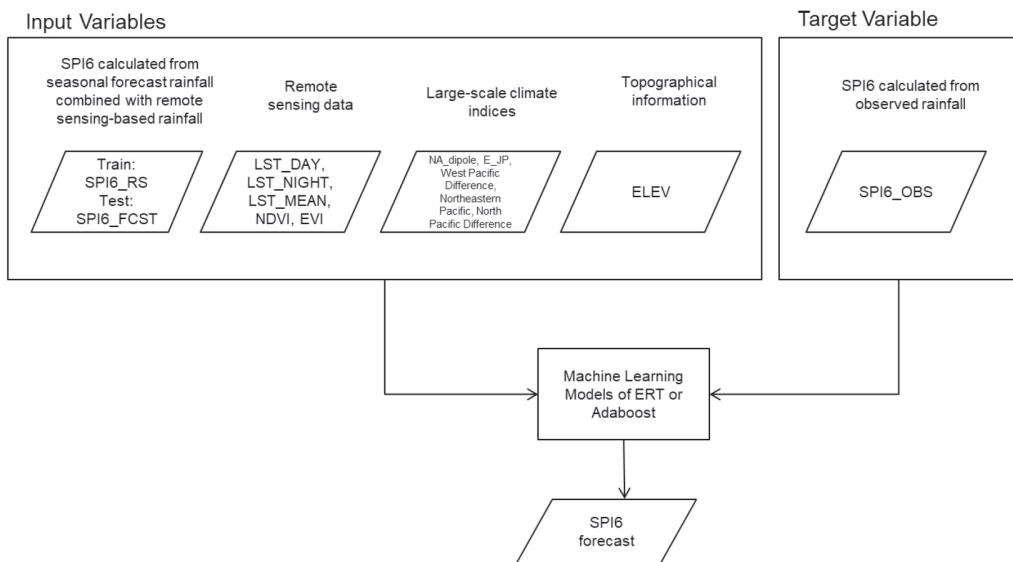 Input Variables
Target Variable
SPI6 calculated from
seasonal forecast rainfall
combined with remote
sensing-based rainfall
Remote
sensing data
Large-scale climate
indices
Topographical
information
SPI6 calculated from
observed rainfall
Train:
SPI6_RS
Test:
SPI6_FCST
LST_DAY,
LST_NIGHT,
LST_MEAN,
NDVI, EVI
NA_dipole, E_JP,
West Pacific
Difference,
Northeastern
Pacific, North
Pacific Difference
ELEV
SPI6_OBS
Machine Learning
Models of ERT or
Adaboost
SPI6
forecast